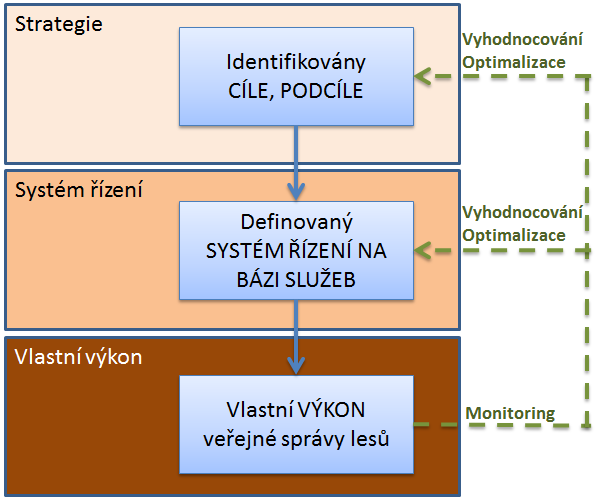 Strategie
Identifikovány
CÍLE, PODCÍLE
Vyhodnocování
Optimalizace
Systém řízení
Definovaný
SYSTÉM ŘÍZENÍ NA
BÁZI SLUŽEB
Vyhodnocování
Optimalizace
Vlastní výkon
Vlastní VÝKON
veřejné správy lesů
Monitoring